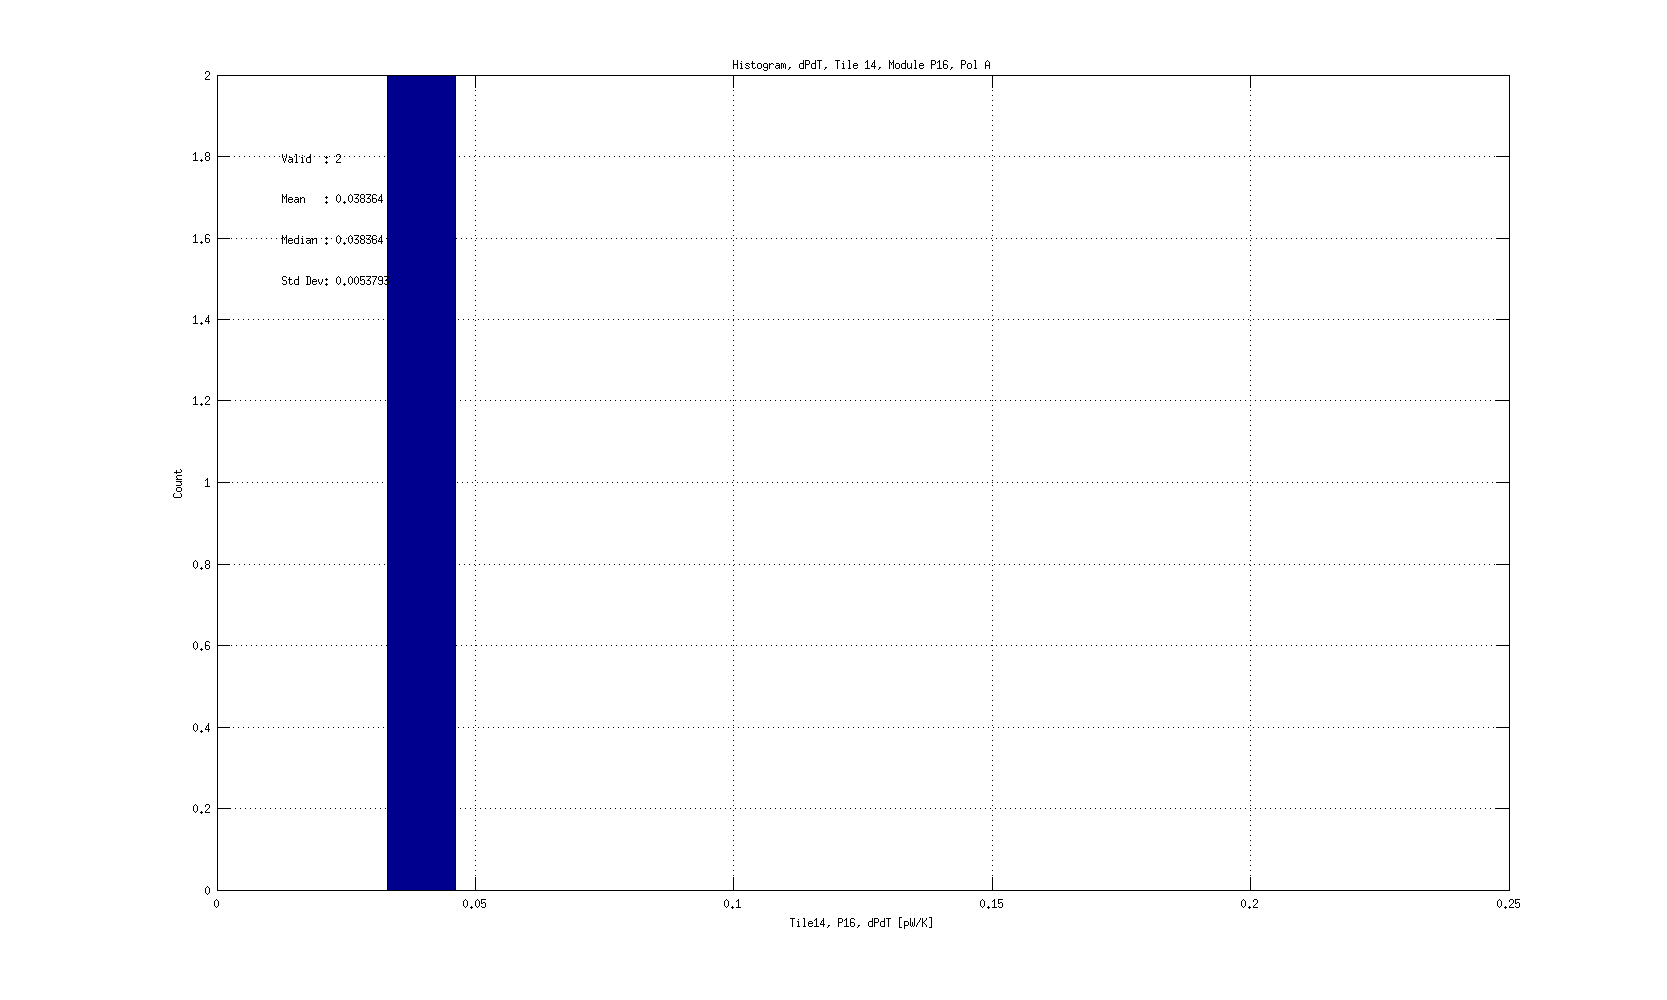 Histogram, dPdT, Tile 14, Module P16, Pol A
2
1.8
Valid : 2
Mean : 0.038364
1.6
Median : 0.038364
Std Dev: 0.0053793
1.4
1.2
Count
1
0.8
0.6
0.4
0.2
0
0 0.05 0.1 0.15 0.2 0.25
Tile14, P16, dPdT [pW/K]